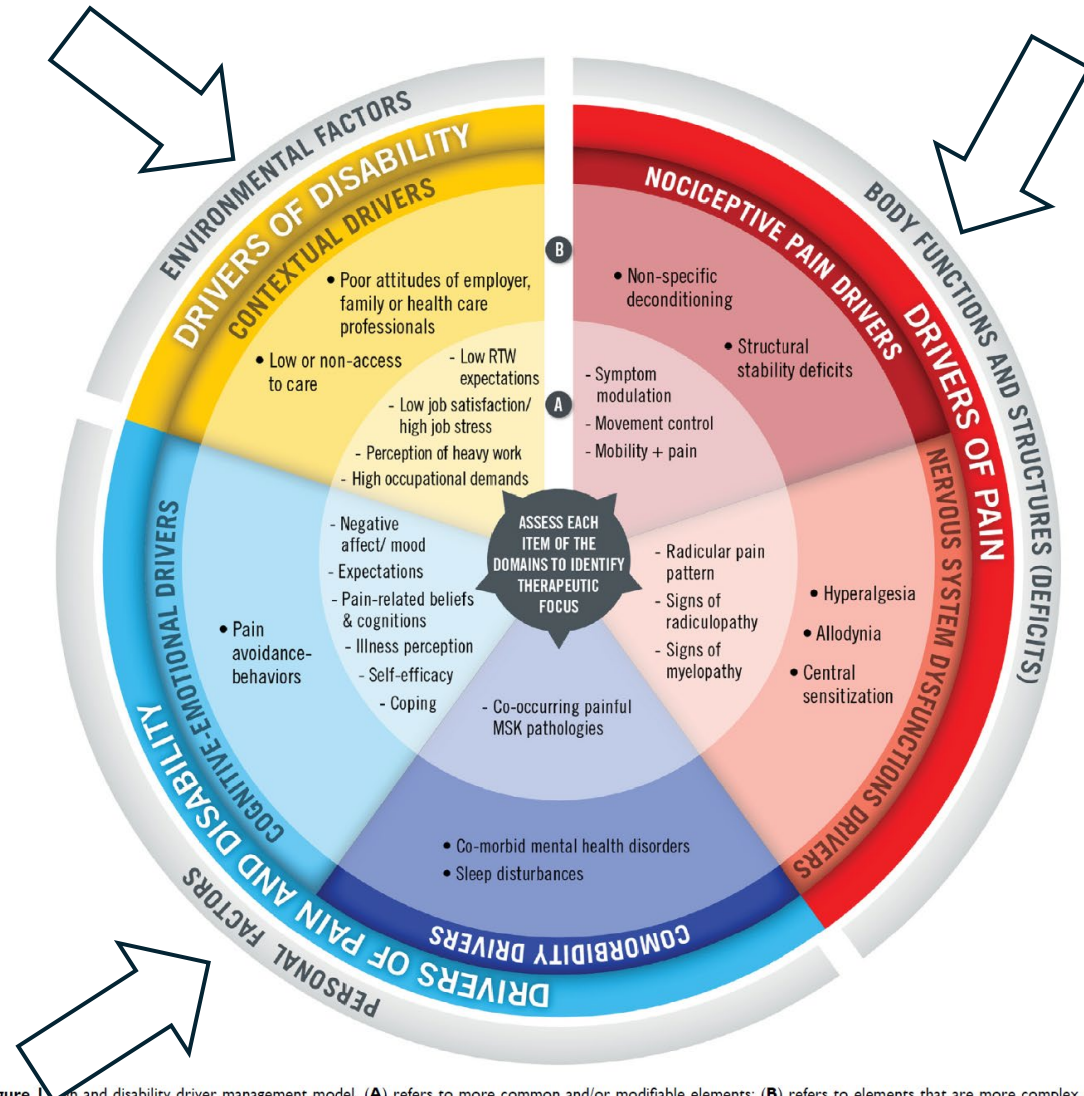 ENVIRONMENTAL FACTORS
DRIVERS OF DISABILITY
CONTEXTUAL DRIVERS
• Poor attitudes of employer,
family or health care
professionals
• Low or non-access
to care
- Low RTW
expectations
- Low job satisfaction/
high job stress
- Perception of heavy work
- High occupational demands
B
A
BODY FUNCTIONS AND STRUCTURES (DEFICITS)
DRIVERS OF PAIN
NOCICEPTIVE PAIN DRIVERS
• Non-specific
deconditioning
• Structural
stability deficits
- Symptom
modulation
- Movement control
- Mobility + pain
NERVOUS SYSTEM DYSFUNCTIONS DRIVERS
- Radicular pain
pattern
- Signs of
radiculopathy
- Signs of
myelopathy
• Hyperalgesia
• Allodynia
• Central
sensitization
ASSESS EACH
ITEM OF THE
DOMAINS TO IDENTIFY
THERAPEUTIC
FOCUS
COGNITIVE-EMOTIONAL DRIVERS
- Negative
affect/ mood
- Expectations
- Pain-related beliefs
& cognitions
- Illness perception
- Self-efficacy
- Coping
• Pain
avoidance-
behaviors
- Co-occurring painful
MSK pathologies
• Co-morbid mental health disorders
• Sleep disturbances
COMORBIDITY DRIVERS
DRIVERS OF PAIN AND DISABILITY
PERSONAL FACTORS
and disability driver management model. (A) refers to more common and/or modifiable elements; (B) refers to elements that are more complex